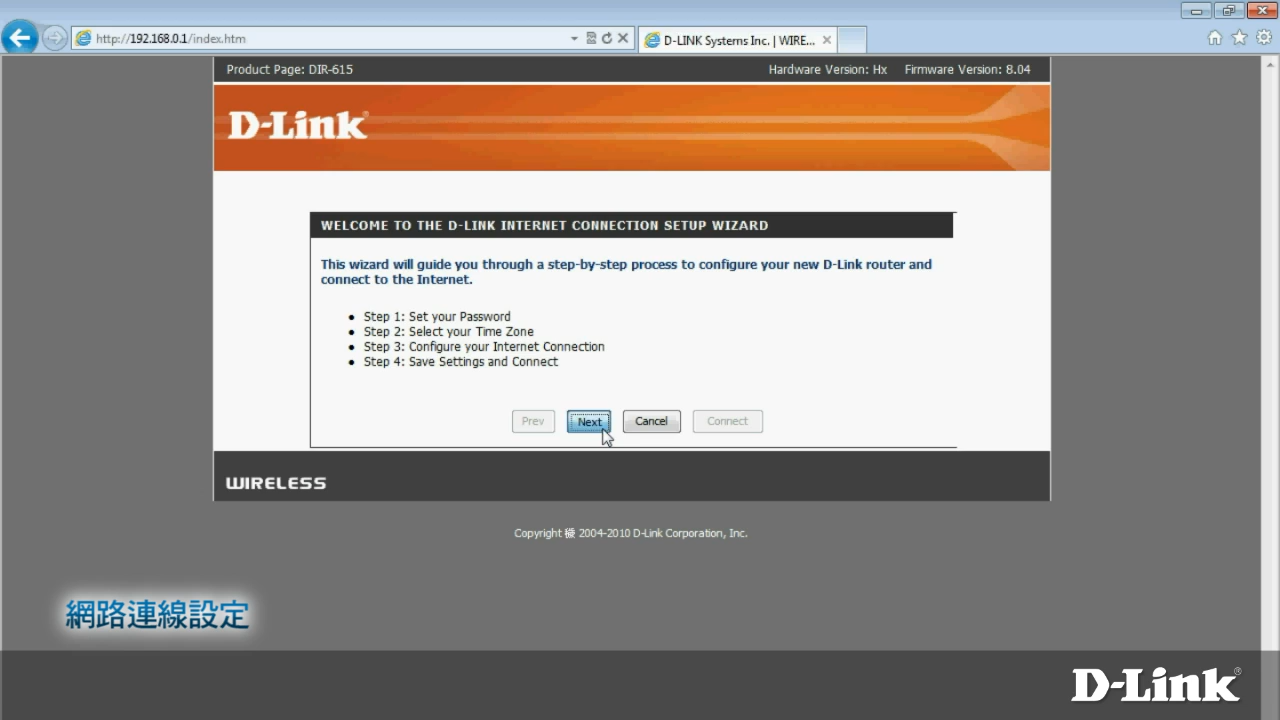 http://192.168.0.1/index.htm
D-LINK Systems Inc. | WIRE...
Product Page: DIR-615
Hardware Version: Hx
Firmware Version: 8.04
D-Link®
WELCOME TO THE D-LINK INTERNET CONNECTION SETUP WIZARD
This wizard will guide you through a step-by-step process to configure your new D-Link router and
connect to the Internet.
• Step 1: Set your Password
• Step 2: Select your Time Zone
• Step 3: Configure your Internet Connection
• Step 4: Save Settings and Connect
Prev
Next
Cancel
Connect
WIRELESS
Copyright 穢 2004-2010 D-Link Corporation, Inc.
網路連線設定
D-Link®